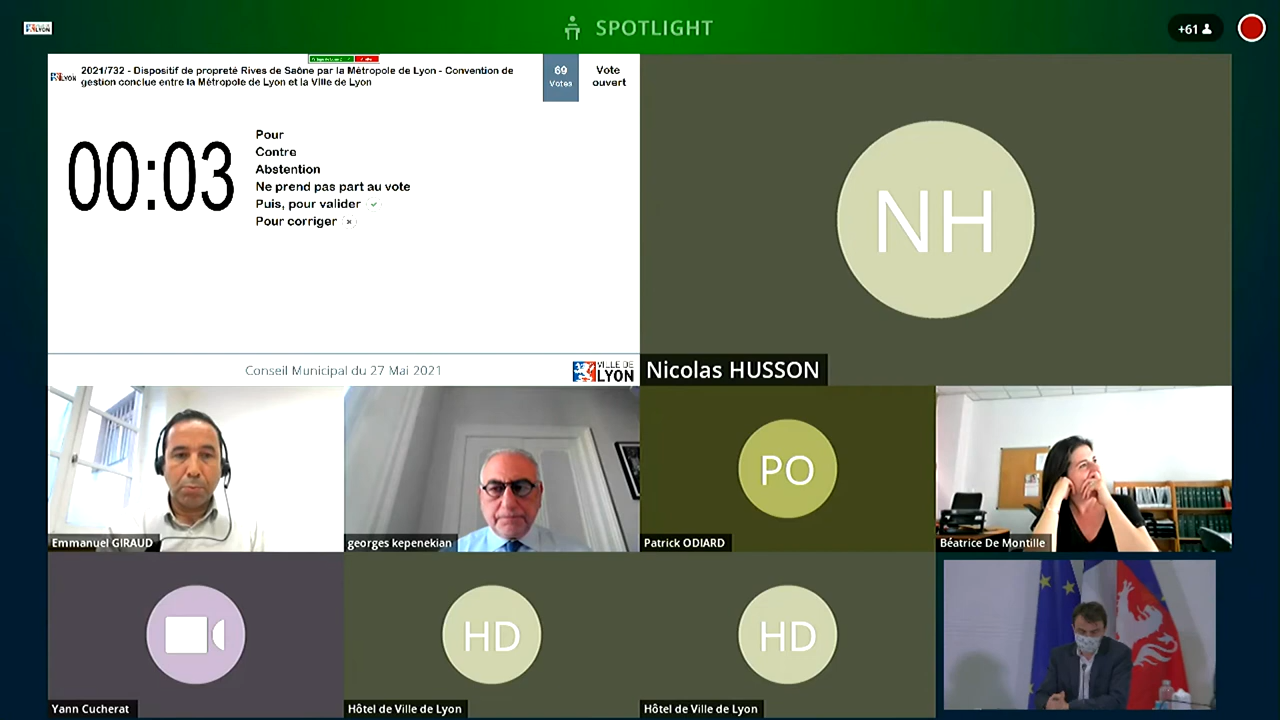 SPOTLIGHT
+61
LYON
2021/732 - Dispositif de propreté Rives de Saône par la Métropole de Lyon - Convention de
gestion conclue entre la Métropole de Lyon et la Ville de Lyon
69
Votes
Vote
ouvert
00:03
Pour
Contre
Abstention
Ne prend pas part au vote
Puis, pour valider
Pour corriger
Conseil Municipal du 27 Mai 2021
VILLE DE
LYON
NH
Nicolas HUSSON
Emmanuel GIRAUD
georges kepenekian
PO
Patrick ODIARD
Béatrice De Montille
Yann Cucherat
HD
Hôtel de Ville de Lyon
HD
Hôtel de Ville de Lyon